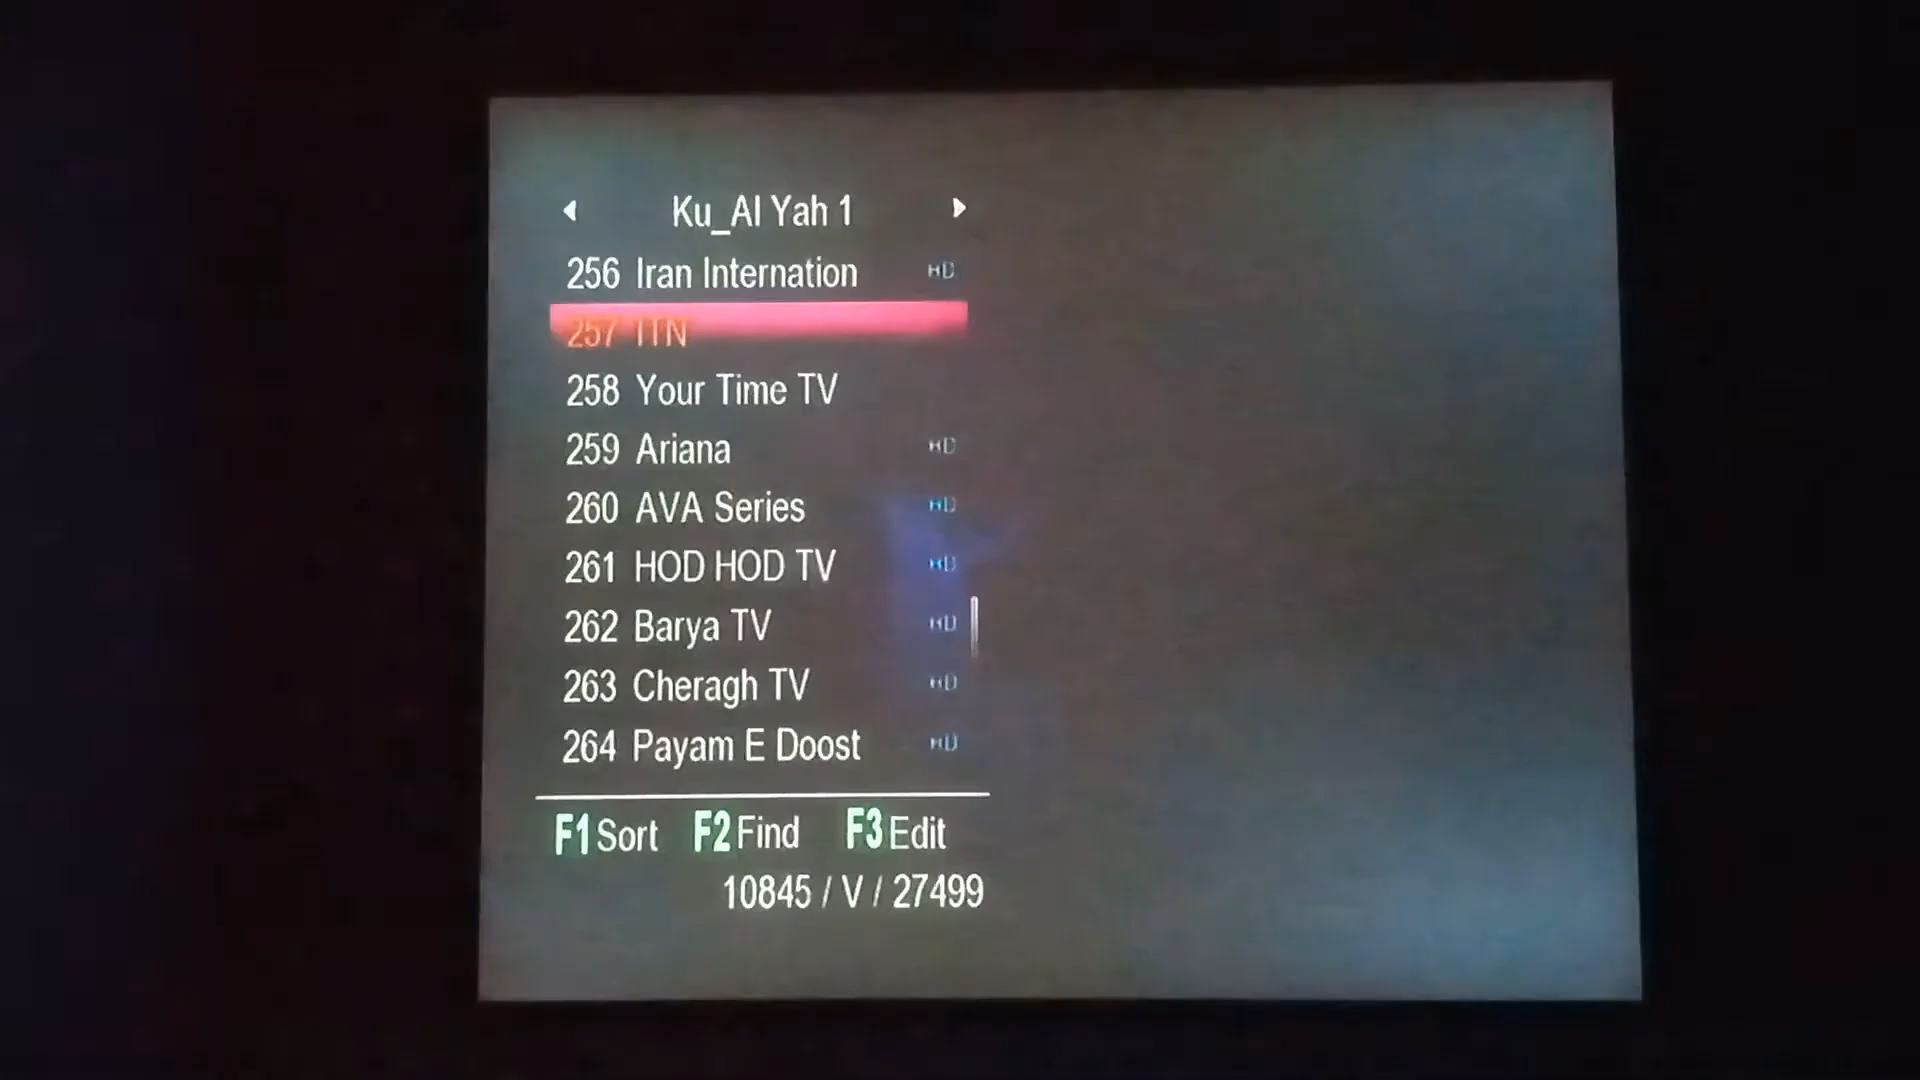 Ku_Al Yah 1
256 Iran Internation HD
257 ITN
258 Your Time TV
259 Ariana HD
260 AVA Series HD
261 HOD HOD TV HD
262 Barya TV HD
263 Cheragh TV HD
264 Payam E Doost HD
F1 Sort F2 Find F3 Edit
10845 / V / 27499